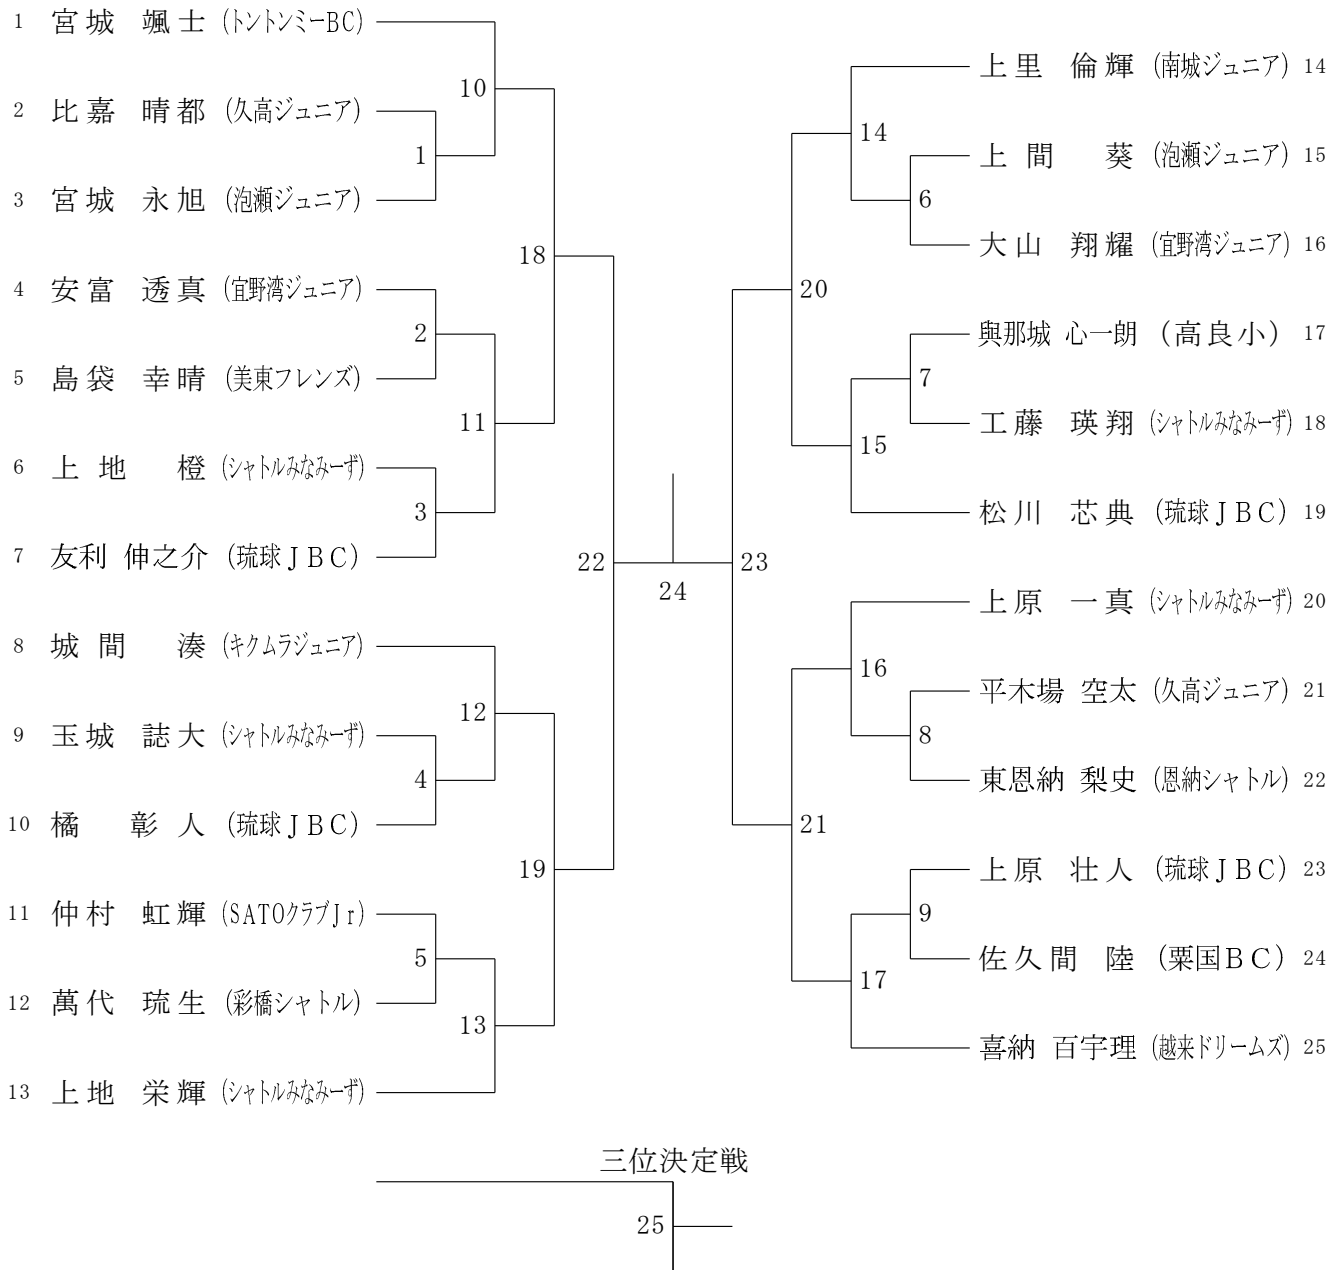 1 宮城 颯士 (トントンミーBC)
2 比嘉 晴都 (久高ジュニア)
3 宮城 永旭 (泡瀬ジュニア)
4 安富 透真 (宜野湾ジュニア)
5 島袋 幸晴 (美東フレンズ)
6 上地 橙 (シャトルみなみーず)
7 友利 伸之介 (琉球JBC)
8 城間 湊 (キクムラジュニア)
9 玉城 誌大 (シャトルみなみーず)
10 橘 彰人 (琉球JBC)
11 仲村 虹輝 (SATOクラブJr)
12 萬代 琉生 (彩橋シャトル)
13 上地 栄輝 (シャトルみなみーず)
1
2
3
4
5
10
11
12
13
18
19
22
24
23
20
21
14
15
16
17
6
7
8
9
上里 倫輝 (南城ジュニア) 14
上間 葵 (泡瀬ジュニア) 15
大山 翔耀 (宜野湾ジュニア) 16
與那城 心一朗 (高良小) 17
工藤 瑛翔 (シャトルみなみーず) 18
松川 芯典 (琉球JBC) 19
上原 一真 (シャトルみなみーず) 20
平木場 空太 (久高ジュニア) 21
東恩納 梨史 (恩納シャトル) 22
上原 壮人 (琉球JBC) 23
佐久間 陸 (粟国BC) 24
喜納 百宇理 (越来ドリームズ) 25
三位決定戦
25